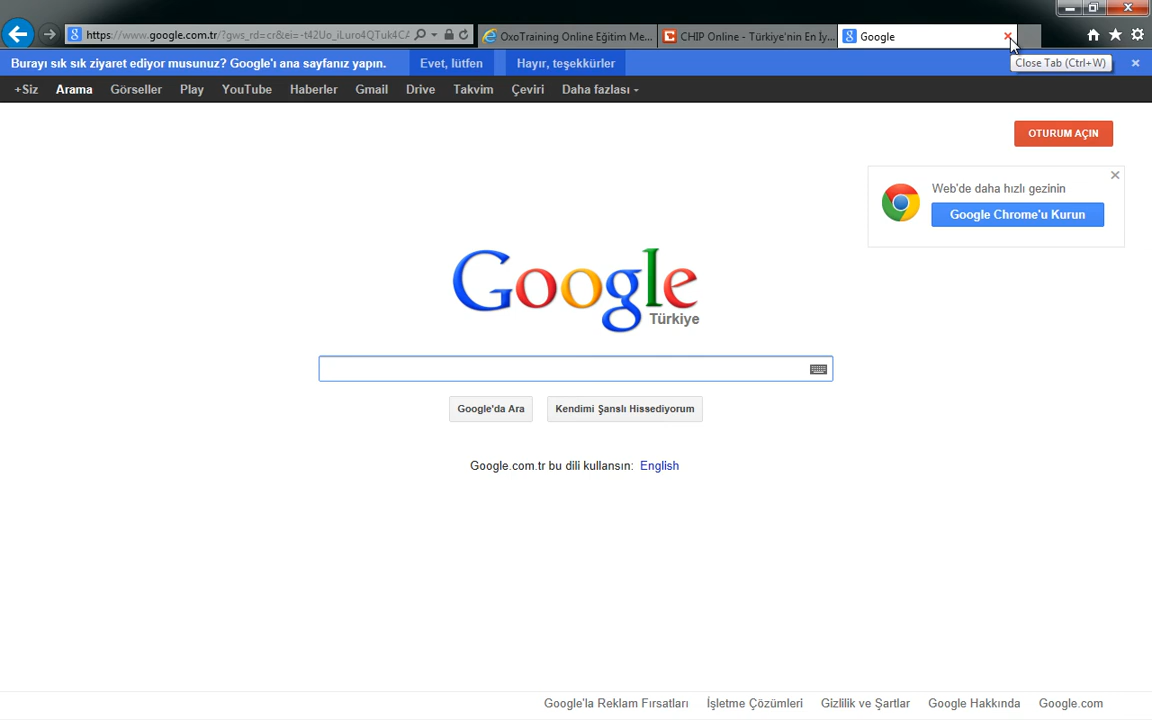 https://www.google.com.tr/?gws_rd=cr&ei=-t42Uo_iLuro4QTuk4CA
OxoTraining Online Eğitim Me...
CHIP Online - Türkiye'nin En İy...
Google
Close Tab (Ctrl+W)
Burayı sık sık ziyaret ediyor musunuz? Google'ı ana sayfanız yapın.
Evet, lütfen
Hayır, teşekkürler
+Siz Arama Görseller Play YouTube Haberler Gmail Drive Takvim Çeviri Daha fazlası
OTURUM AÇIN
Web'de daha hızlı gezinin
Google Chrome'u Kurun
Google
Türkiye
Google'da Ara
Kendimi Şanslı Hissediyorum
Google.com.tr bu dili kullansın: English
Google'la Reklam Fırsatları İşletme Çözümleri Gizlilik ve Şartlar Google Hakkında Google.com